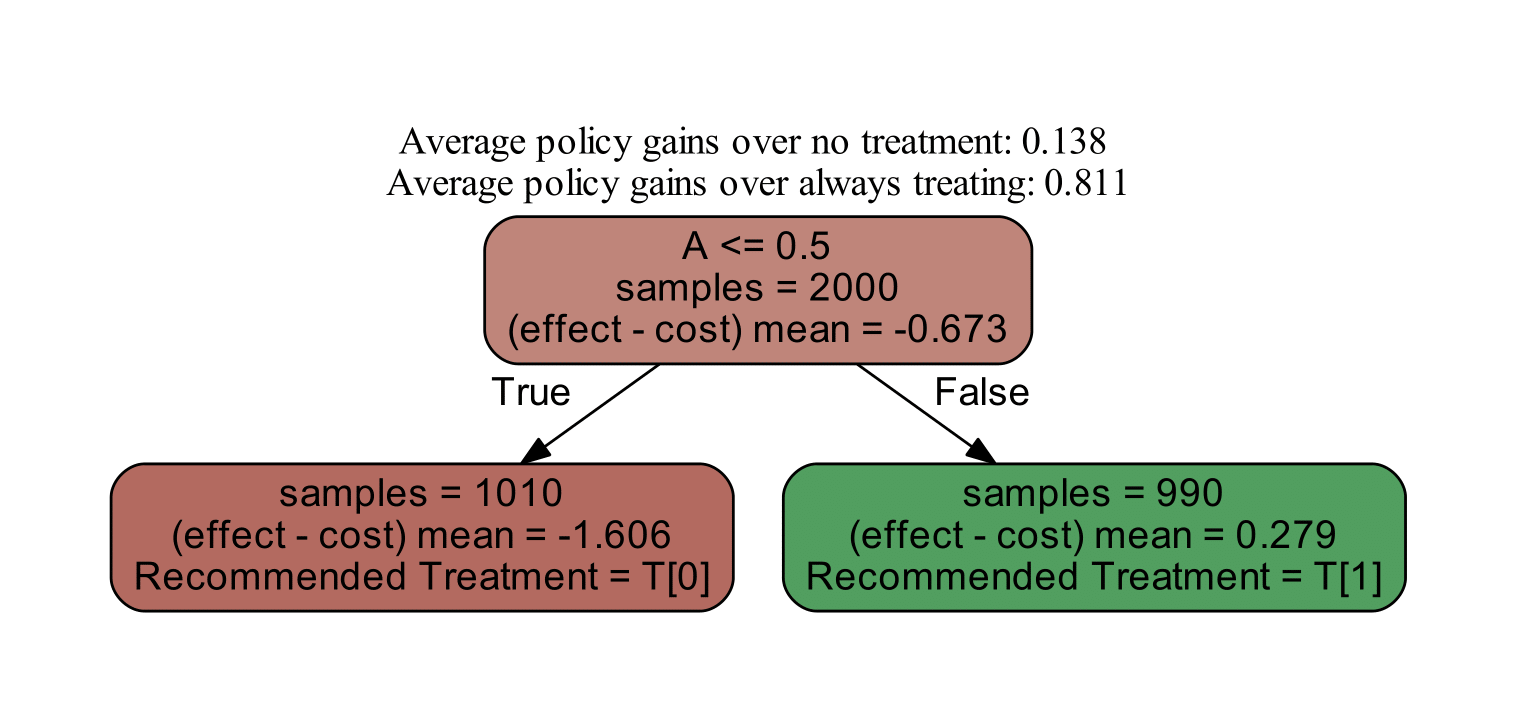 Average policy gains over no treatment: 0.138
Average policy gains over always treating: 0.811
A <= 0.5
samples = 2000
(effect - cost) mean = -0.673
True
False
samples = 1010
(effect - cost) mean = -1.606
Recommended Treatment = T[0]
samples = 990
(effect - cost) mean = 0.279
Recommended Treatment = T[1]